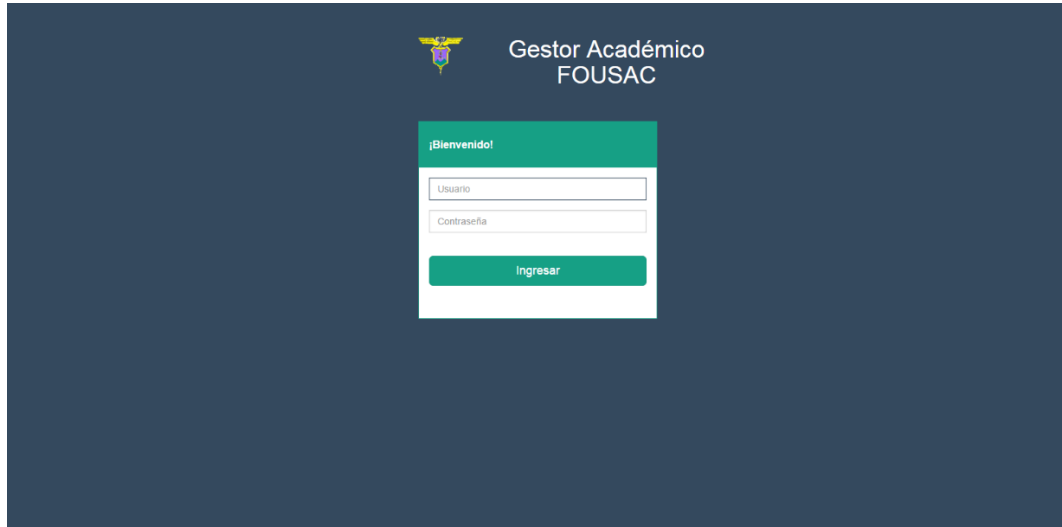 Gestor Académico
FOUSAC
¡Bienvenido!
Usuario
Contraseña
Ingresar